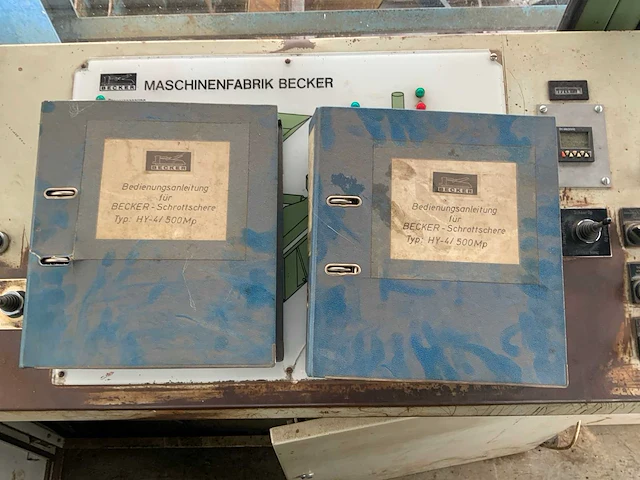 BECKER
MASCHINENFABRIK BECKER
BECKER
Bedienungsanleitung
für
BECKER - Schrottschere
Typ: HY-4/500Mp
BECKER
Bedienungsanleitung
für
BECKER - Schrottschere
Typ: HY-4/500Mp